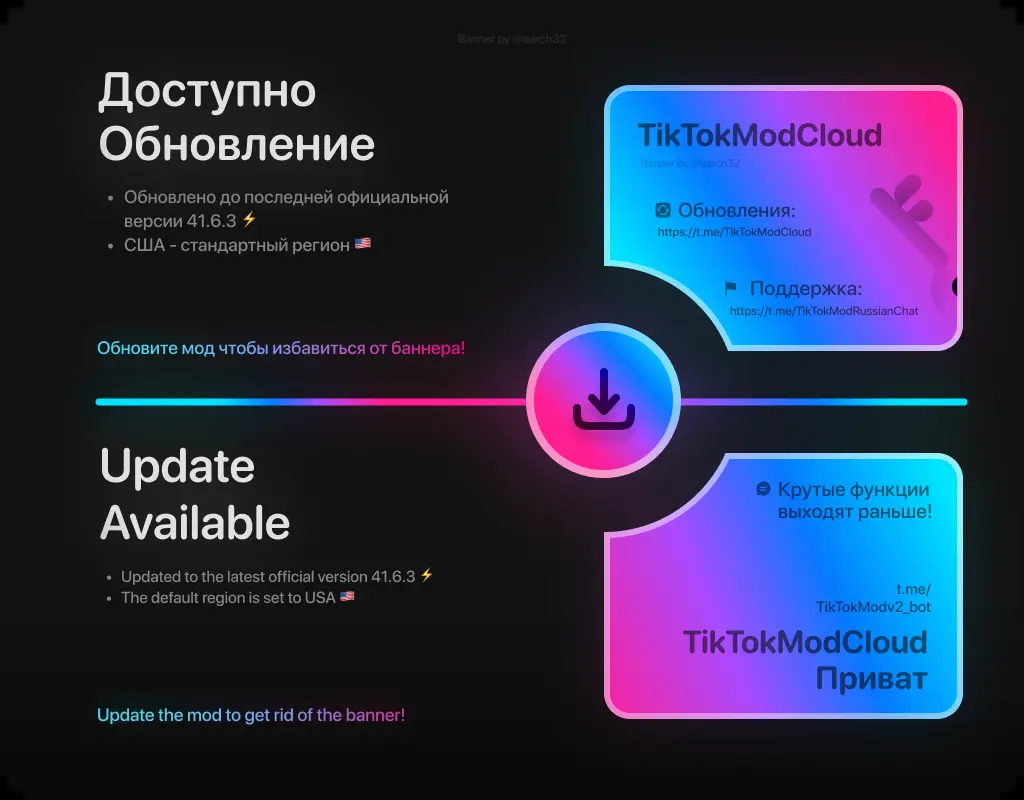 Banner by @aarch32
Доступно
Обновление
• Обновлено до последней официальной
версии 41.6.3 ⚡
• США - стандартный регион 🇺🇸
Обновите мод чтобы избавиться от баннера!
TikTokModCloud
Banner by @aarch32
Обновления:
https://t.me/TikTokModCloud
Поддержка:
https://t.me/TikTokModRussianChat
Update
Available
• Updated to the latest official version 41.6.3 ⚡
• The default region is set to USA 🇺🇸
Update the mod to get rid of the banner!
Крутые функции
выходят раньше!
t.me/
TikTokModv2_bot
TikTokModCloud
Приват